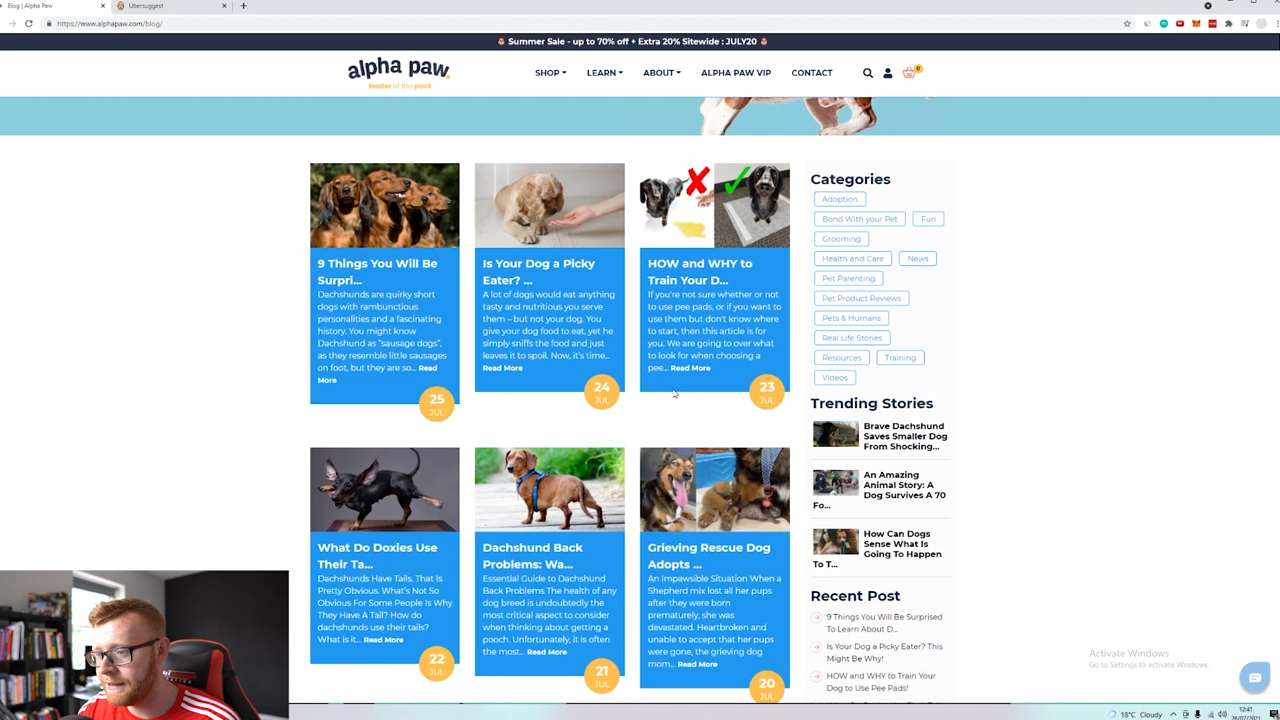 Blog | Alpha Paw
Ubersuggest
https://www.alphapaw.com/blog/
Summer Sale - up to 70% off + Extra 20% Sitewide : JULY20
alpha paw.
leader of the pack
SHOP
LEARN
ABOUT
ALPHA PAW VIP
CONTACT
0
9 Things You Will Be
Surpri...
Dachshunds are quirky short
dogs with rambunctious
personalities and a fascinating
history. You might know
Dachshund as “sausage dogs”,
as they resemble little sausages
on foot, but they are so... Read
More
25
JUL
Is Your Dog a Picky
Eater? ...
A lot of dogs would eat anything
tasty and nutritious you serve
them – but not your dog. You
give your dog food to eat, yet he
simply sniffs the food and just
leaves it to spoil. Now, it's time...
Read More
24
JUL
HOW and WHY to
Train Your D...
If you're not sure whether or not
to use pee pads, or if you want to
use them but don't know where
to start, then this article is for
you. We are going to over what
to look for when choosing a
pee... Read More
23
JUL
What Do Doxies Use
Their Ta...
Dachshunds Have Tails. That Is
Pretty Obvious. What's Not So
Obvious For Some People Is Why
They Have A Tail? How do
dachshunds use their tails?
What is it... Read More
22
JUL
Dachshund Back
Problems: Wa...
Essential Guide to Dachshund
Back Problems The health of any
dog breed is undoubtedly the
most critical aspect to consider
when thinking about getting a
pooch. Unfortunately, it is often
the most... Read More
21
JUL
Grieving Rescue Dog
Adopts ...
An Impawsible Situation When a
Shepherd mix lost all her pups
after they were born
prematurely, she was
devastated. Heartbroken and
unable to accept that her pups
were gone, the grieving dog
mom... Read More
20
JUL
Categories
Adoption
Bond With your Pet
Fun
Grooming
Health and Care
News
Pet Parenting
Pet Product Reviews
Pets & Humans
Real Life Stories
Resources
Training
Videos
Trending Stories
Brave Dachshund
Saves Smaller Dog
From Shocking...
An Amazing
Animal Story: A
Dog Survives A 70
Fo...
How Can Dogs
Sense What Is
Going To Happen
To T...
Recent Post
9 Things You Will Be Surprised
To Learn About D...
Is Your Dog a Picky Eater? This
Might Be Why!
HOW and WHY to Train Your
Dog to Use Pee Pads!
Activate Windows
Go to Settings to activate Windows.
18°C Cloudy
12:41
26/07/2021